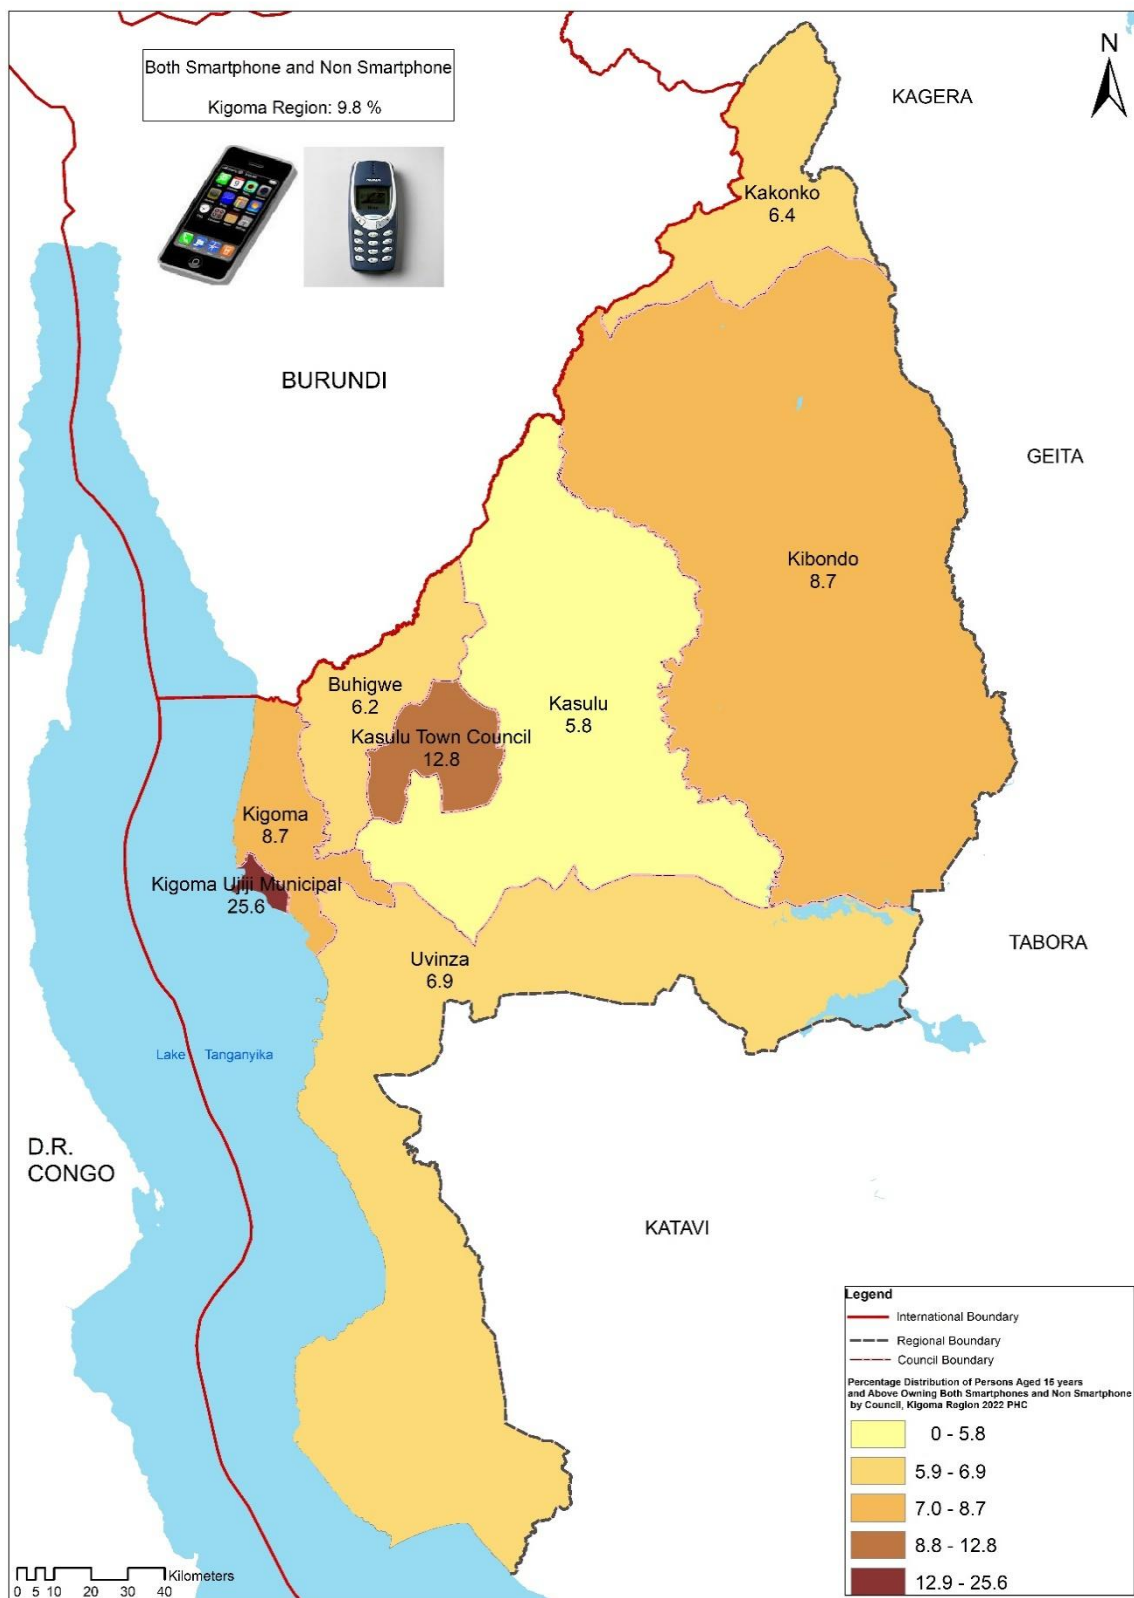 Both Smartphone and Non Smartphone
Kigoma Region: 9.8 %
N
KAGERA
Kakonko
6.4
BURUNDI
GEITA
Kibondo
8.7
Buhigwe
6.2
Kasulu
5.8
Kasulu Town Council
12.8
Kigoma
8.7
Kigoma Ujiji Municipal
25.6
TABORA
Uvinza
6.9
Lake Tanganyika
D.R.
CONGO
KATAVI
Legend
International Boundary
Regional Boundary
Council Boundary
Percentage Distribution of Persons Aged 15 years
and Above Owning Both Smartphones and Non Smartphone
by Council, Kigoma Region 2022 PHC
0 - 5.8
5.9 - 6.9
7.0 - 8.7
8.8 - 12.8
12.9 - 25.6
Kilometers
0 5 10 20 30 40